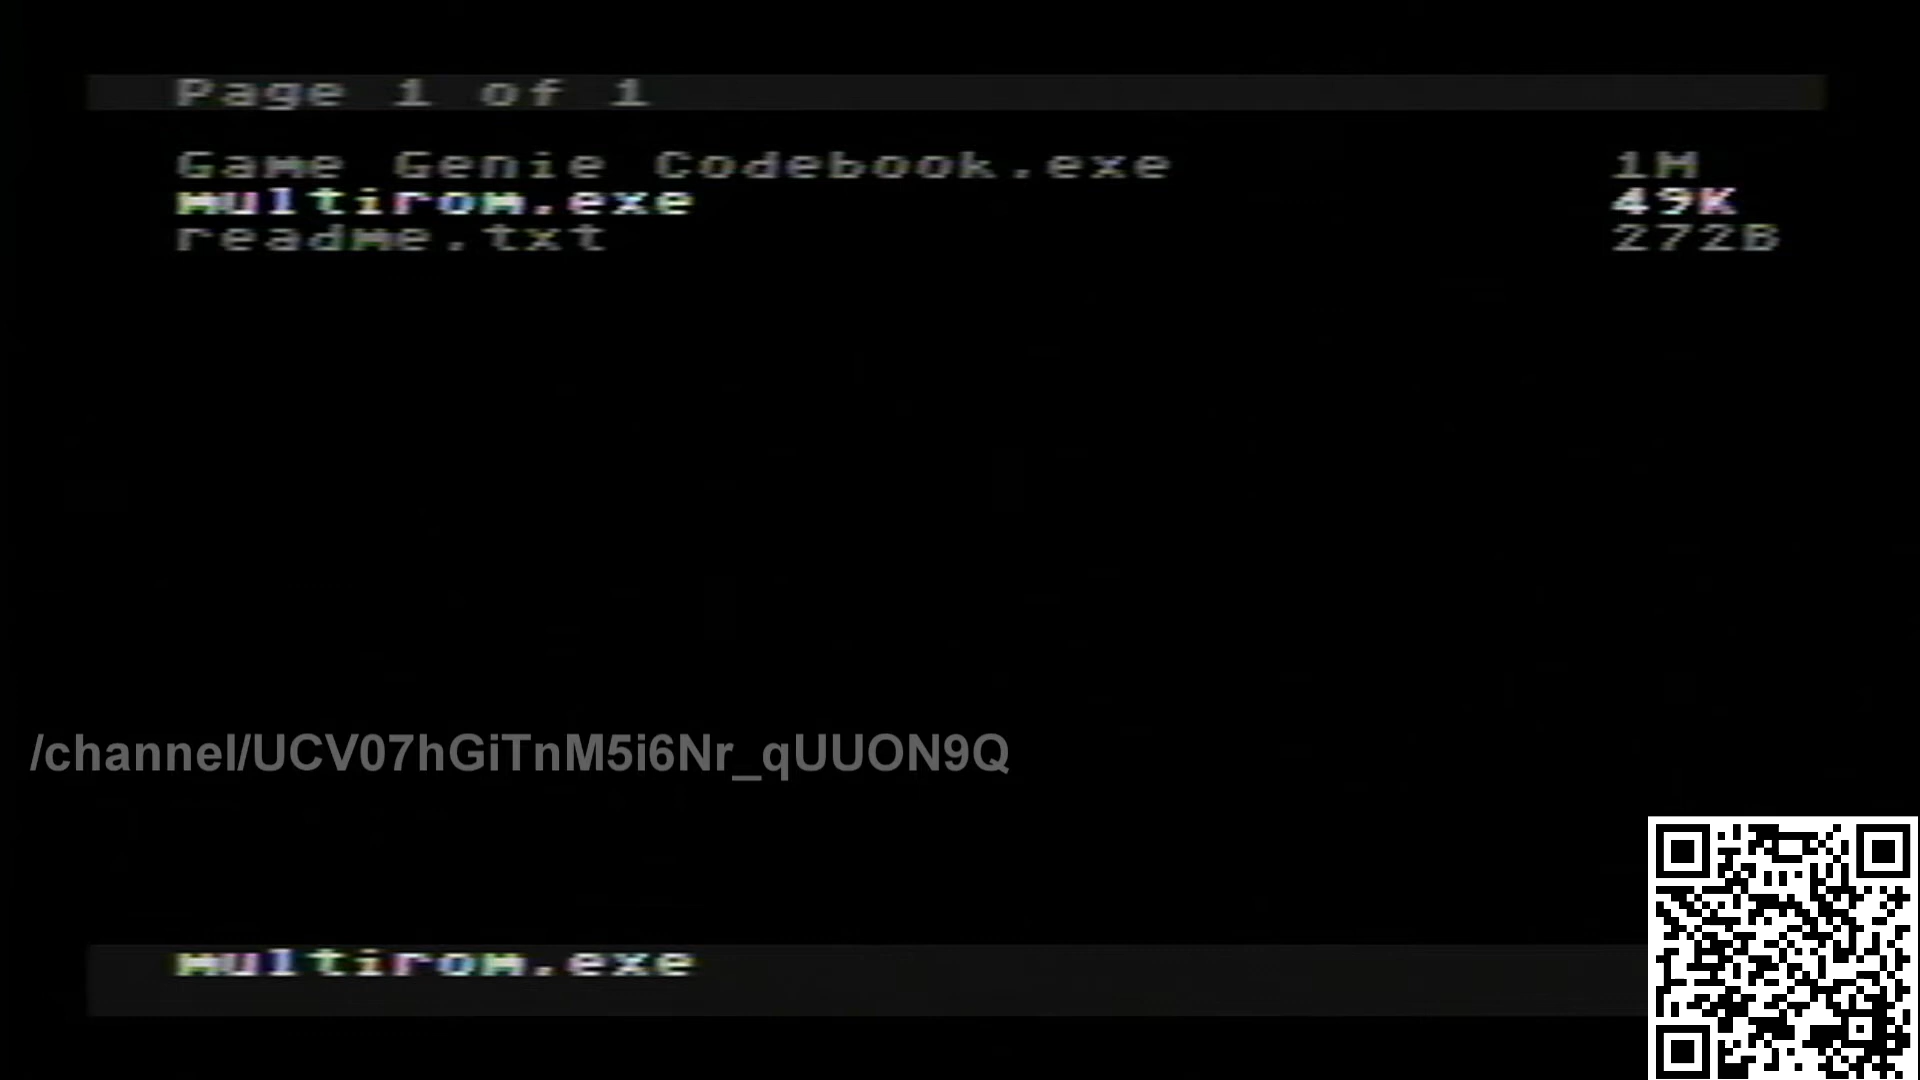 Page 1 of 1
Game Genie Codebook.exe 1M
multirom.exe 49K
readme.txt 272B
/channel/UCV07hGiTnM5i6Nr_qUUON9Q
multirom.exe